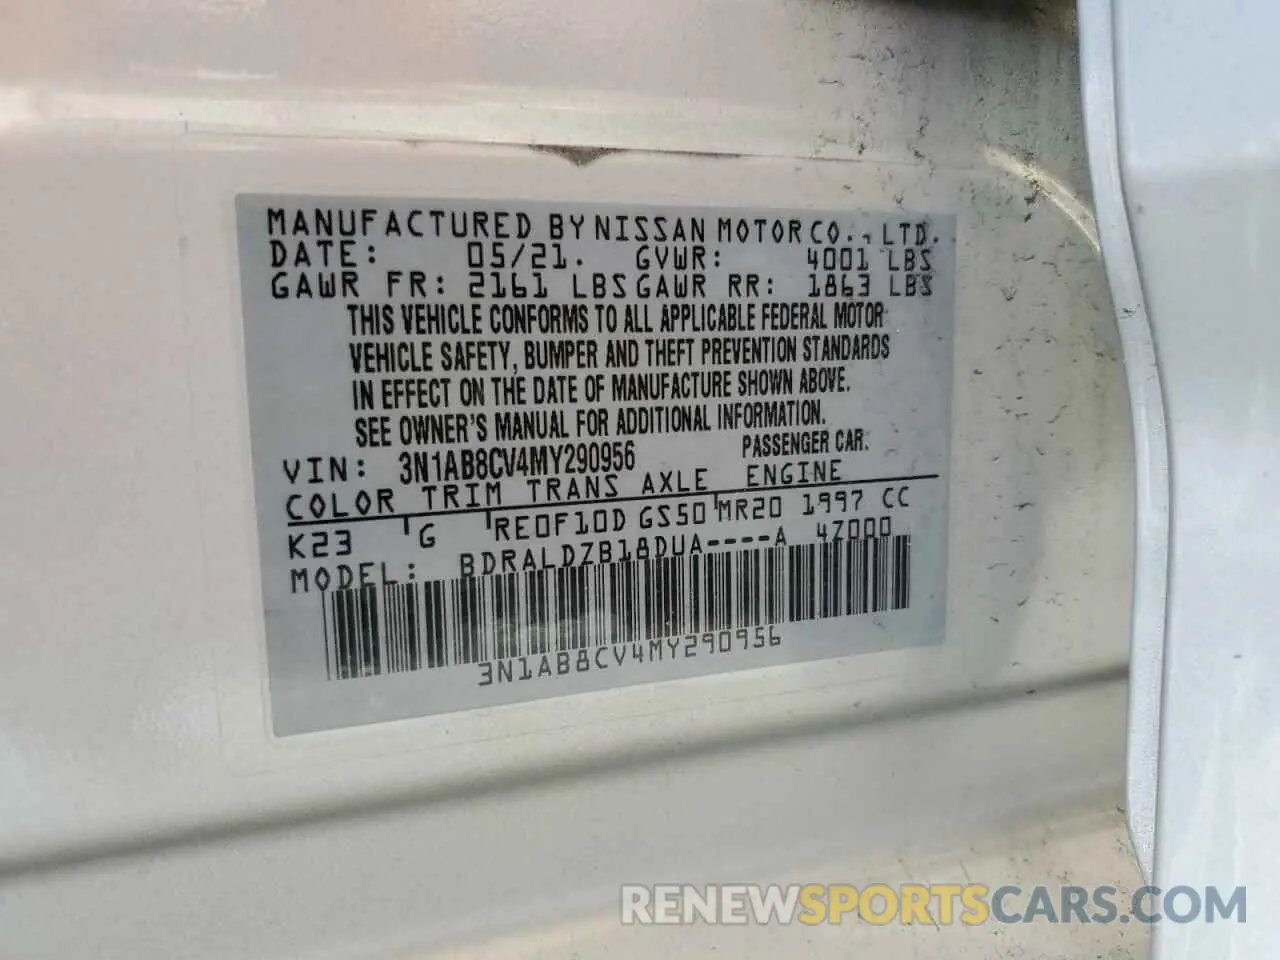 MANUFACTURED BY NISSAN MOTOR CO., LTD.
DATE: 05/21. GVWR: 4001 LBS
GAWR FR: 2161 LBS GAWR RR: 1863 LBS
THIS VEHICLE CONFORMS TO ALL APPLICABLE FEDERAL MOTOR
VEHICLE SAFETY, BUMPER AND THEFT PREVENTION STANDARDS
IN EFFECT ON THE DATE OF MANUFACTURE SHOWN ABOVE.
SEE OWNER'S MANUAL FOR ADDITIONAL INFORMATION.
VIN: 3N1AB8CV4MY290956 PASSENGER CAR.
COLOR TRIM TRANS AXLE ENGINE
K23 G RE0F10D GS50 MR20 1997 CC
MODEL: BDRALDZB18DUA----A 4Z000
3N1AB8CV4MY290956
RENEWSPORTSCARS.COM